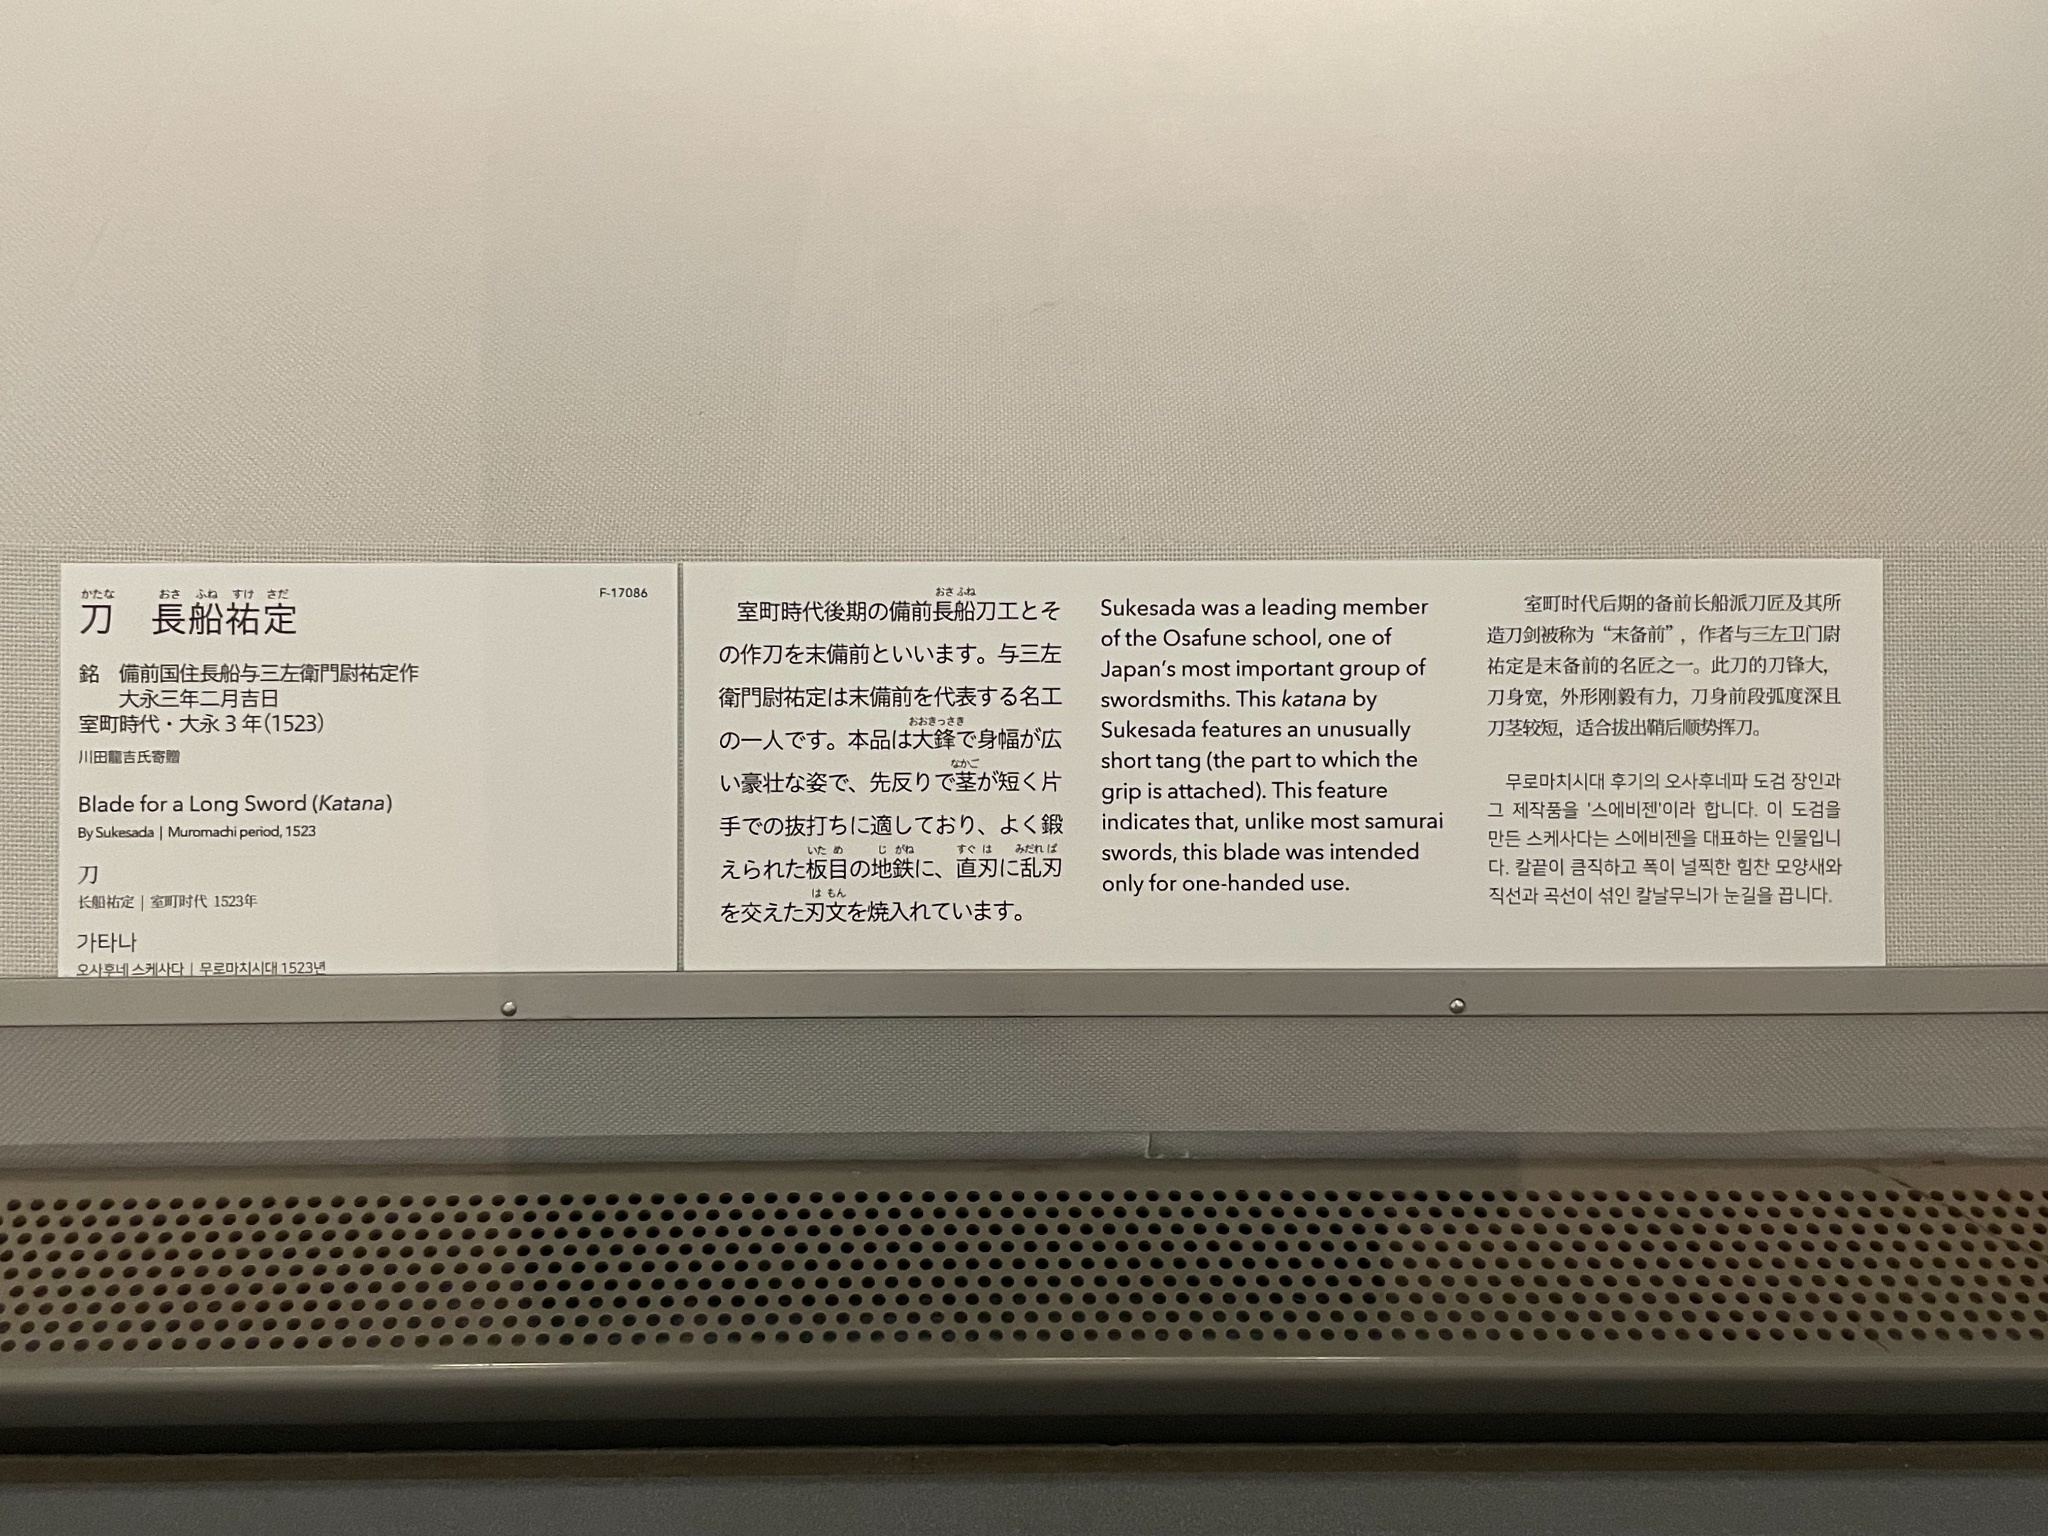 かたな おさ ふね すけ さだ
刀 長船祐定
F-17086
銘 備前国住長船与三左衛門尉祐定作
大永三年二月吉日
室町時代・大永3年(1523)
川田龍吉氏寄贈
Blade for a Long Sword (Katana)
By Sukesada | Muromachi period, 1523
刀
长船祐定 | 室町时代 1523年
가타나
오사후네 스케사다 | 무로마치시대 1523년
おさ ふね
室町時代後期の備前長船刀工とそ
の作刀を末備前といいます。与三左
衛門尉祐定は末備前を代表する名工
おおきっさき
の一人です。本品は大鋒で身幅が広
なかご
い豪壮な姿で、先反りで茎が短く片
手での抜打ちに適しており、よく鍛
いた め じ がね すぐ は みだれ ば
えられた板目の地鉄に、直刃に乱刃
は もん
を交えた刃文を焼入れています。
Sukesada was a leading member
of the Osafune school, one of
Japan's most important group of
swordsmiths. This katana by
Sukesada features an unusually
short tang (the part to which the
grip is attached). This feature
indicates that, unlike most samurai
swords, this blade was intended
only for one-handed use.
室町时代后期的备前长船派刀匠及其所
造刀剑被称为“末备前”，作者与三左卫门尉
祐定是末备前的名匠之一。此刀的刀锋大，
刀身宽，外形刚毅有力，刀身前段弧度深且
刀茎较短，适合拔出鞘后顺势挥刀。
무로마치시대 후기의 오사후네파 도검 장인과
그 제작품을 '스에비젠'이라 합니다. 이 도검을
만든 스케사다는 스에비젠을 대표하는 인물입니
다. 칼끝이 큼직하고 폭이 널찍한 힘찬 모양새와
직선과 곡선이 섞인 칼날무늬가 눈길을 끕니다.